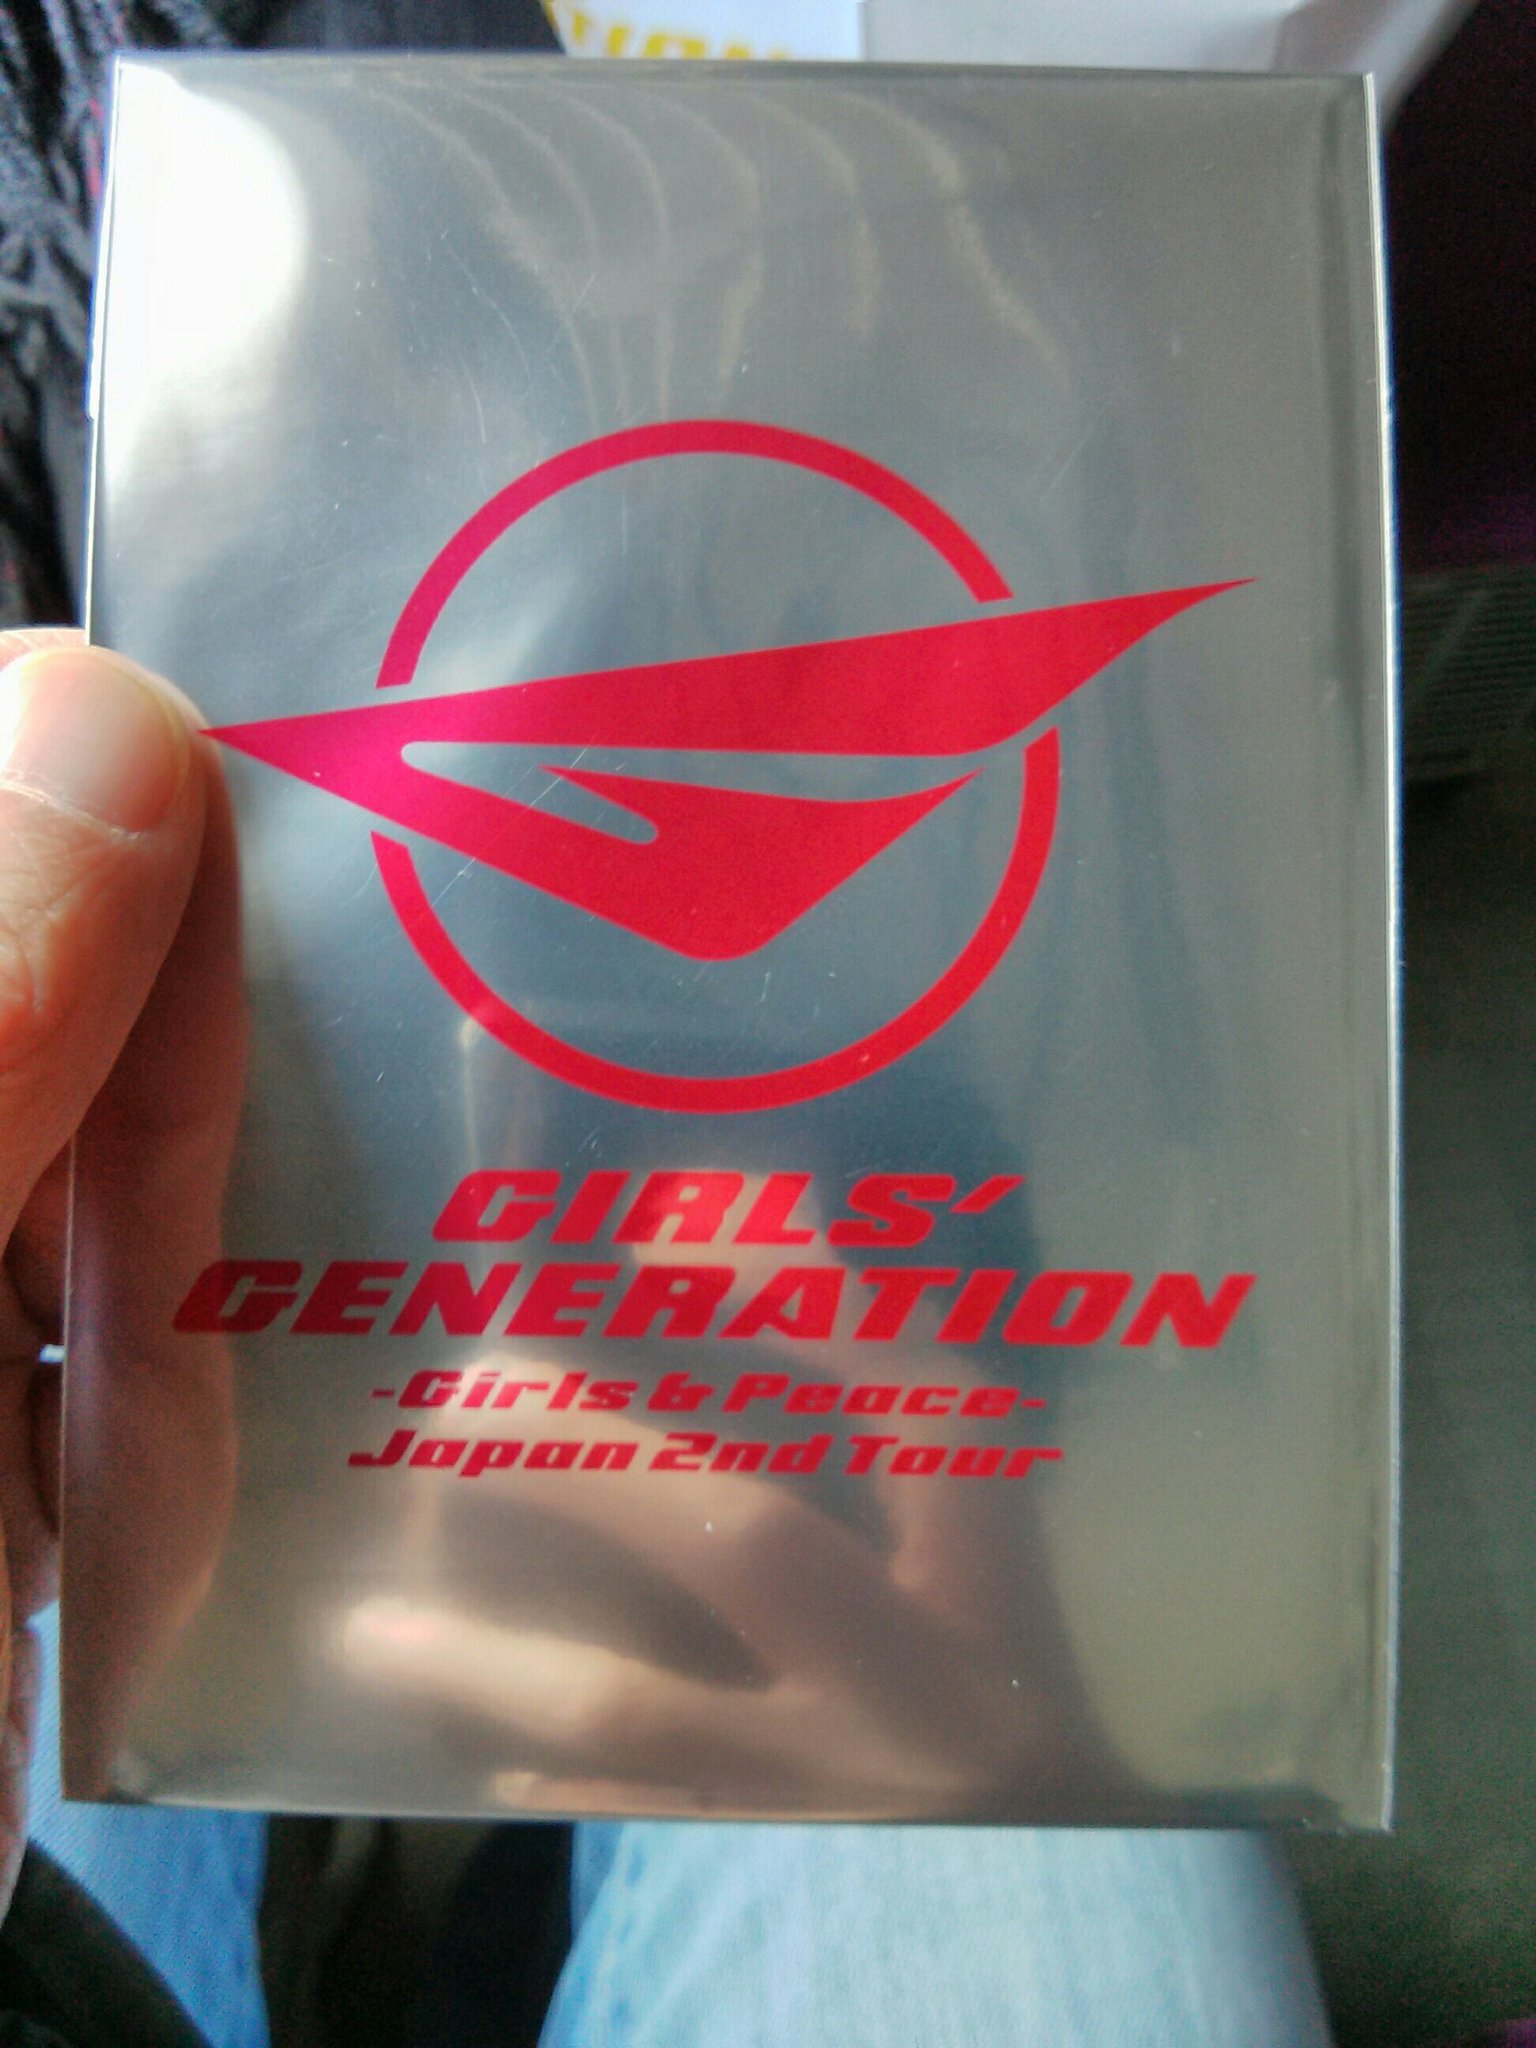 GIRLS'
GENERATION
-Girls & Peace-
Japan 2nd Tour